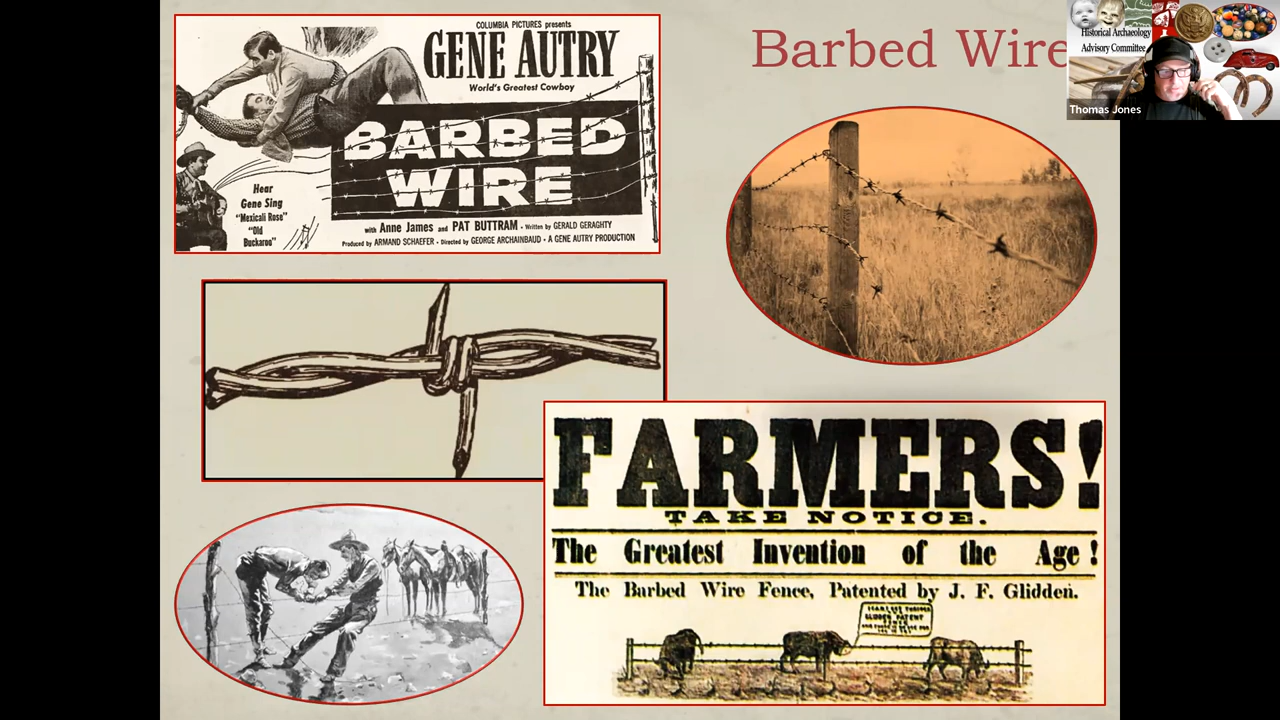 COLUMBIA PICTURES presents
GENE AUTRY
World's Greatest Cowboy
BARBED
WIRE
Hear
Gene Sing
"Mexicali Rose"
"Old
Buckaroo"
with Anne James and PAT BUTTRAM · Written by GERALD GERAGHTY
Produced by ARMAND SCHAEFER · Directed by GEORGE ARCHAINBAUD · A GENE AUTRY PRODUCTION
Barbed Wire
Historical Archaeology
Advisory Committee
Thomas Jones
FARMERS!
TAKE NOTICE.
The Greatest Invention of the Age!
The Barbed Wire Fence, Patented by J. F. Glidden.
GLIDDEN PATENT